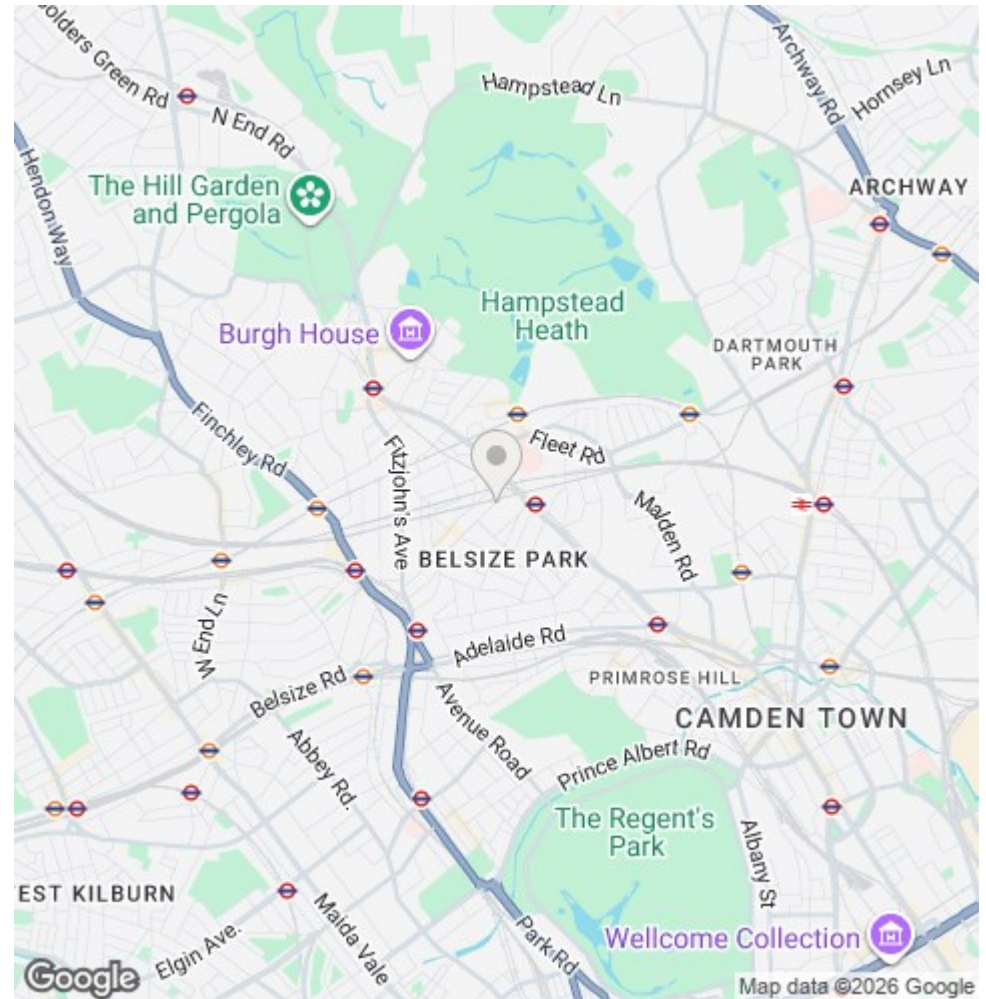 Golders Green Rd
N End Rd
Hampstead Ln
Archway Rd
Hornsey Ln
Hendon Way
The Hill Garden
and Pergola
ARCHWAY
Hampstead
Heath
Burgh House
DARTMOUTH
PARK
Finchley Rd
Fitzjohn's Ave
Fleet Rd
Malden Rd
BELSIZE PARK
W End Ln
Adelaide Rd
Belsize Rd
PRIMROSE HILL
Avenue Road
CAMDEN TOWN
Abbey Rd.
Prince Albert Rd
The Regent's
Park
Albany St
EST KILBURN
Maida Vale
Elgin Ave.
Park Rd
Wellcome Collection
Google
Map data ©2026 Google